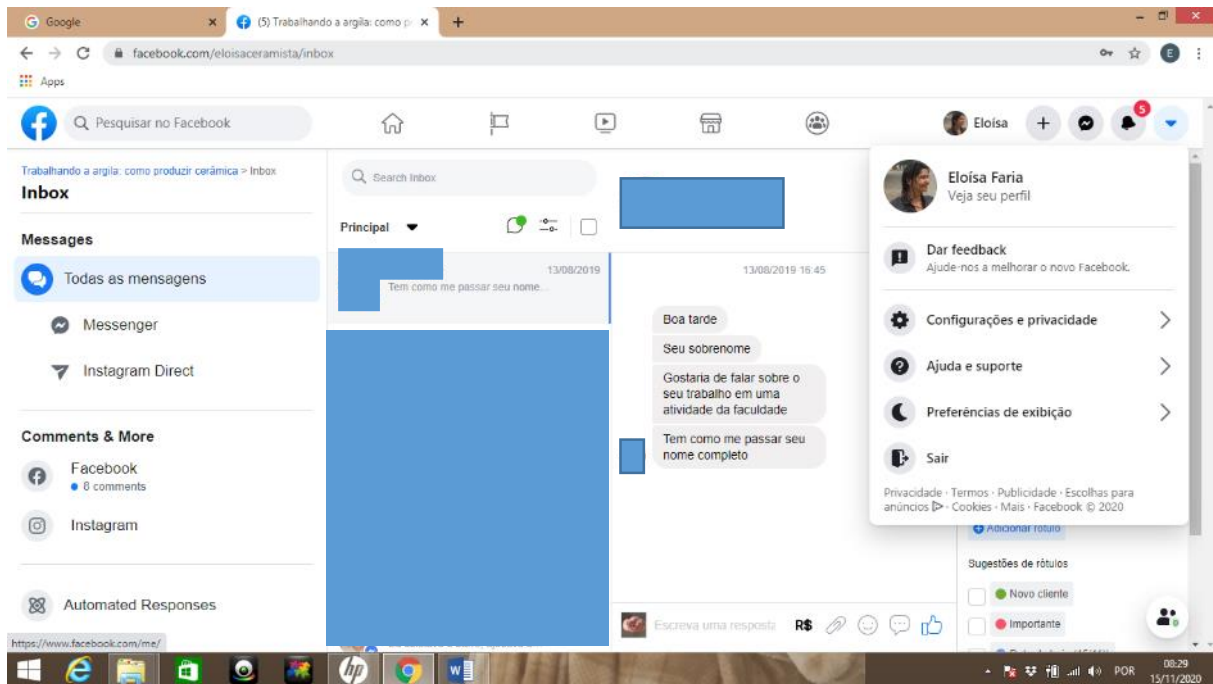 Google
(5) Trabalhando a argila: como p
facebook.com/eloisaceramista/inbox
E
Apps
Pesquisar no Facebook
Eloísa
5
Trabalhando a argila: como produzir cerâmica > Inbox
Inbox
Search Inbox
Principal
Messages
Todas as mensagens
Messenger
Instagram Direct
Comments & More
Facebook
8 comments
Instagram
Automated Responses
13/08/2019
Tem como me passar seu nome...
13/08/2019 16:45
Boa tarde
Seu sobrenome
Gostaria de falar sobre o
seu trabalho em uma
atividade da faculdade
Tem como me passar seu
nome completo
Escreva uma resposta
R$
Eloísa Faria
Veja seu perfil
Dar feedback
Ajude-nos a melhorar o novo Facebook.
Configurações e privacidade
Ajuda e suporte
Preferências de exibição
Sair
Privacidade · Termos · Publicidade · Escolhas para
anúncios · Cookies · Mais · Facebook © 2020
Adicionar rótulo
Sugestões de rótulos
Novo cliente
Importante
https://www.facebook.com/me/
hp
POR
08:29
15/11/2020